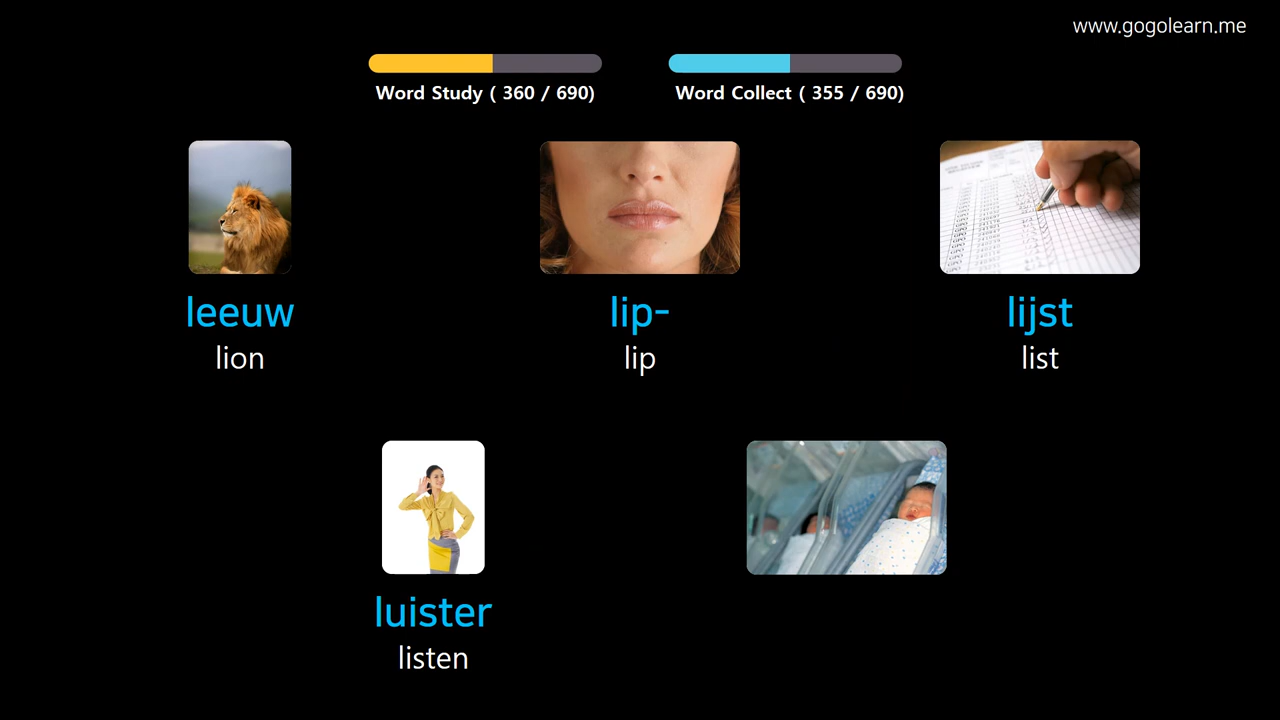 www.gogolearn.me
Word Study ( 360 / 690)
Word Collect ( 355 / 690)
leeuw
lion
lip-
lip
lijst
list
luister
listen